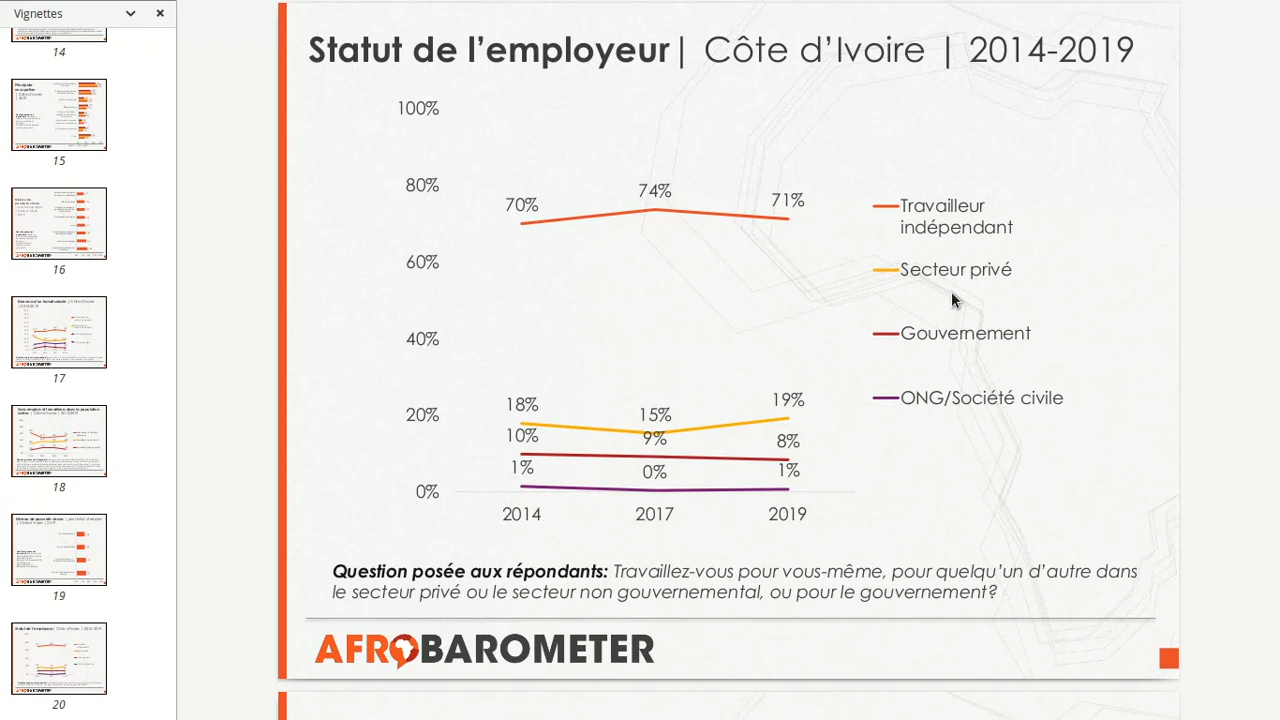 Vignettes
14
15
16
17
18
19
20
Statut de l’employeur| Côte d’Ivoire | 2014-2019
100%
80%
60%
40%
20%
0%
70%
74%
71%
18%
15%
19%
10%
9%
8%
1%
0%
1%
2014
2017
2019
Travailleur
indépendant
Secteur privé
Gouvernement
ONG/Société civile
Question posée aux répondants: Travaillez-vous pour vous-même, pour quelqu’un d’autre dans
le secteur privé ou le secteur non gouvernemental, ou pour le gouvernement?
AFROBAROMETER